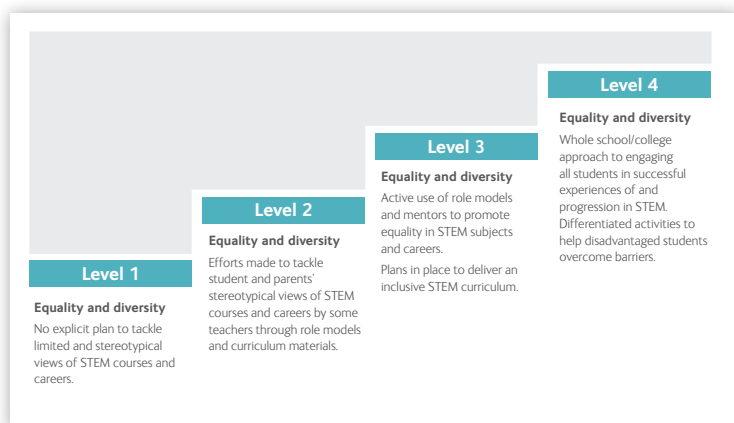 Level 1
Equality and diversity
No explicit plan to tackle
limited and stereotypical
views of STEM courses and
careers.
Level 2
Equality and diversity
Efforts made to tackle
student and parents'
stereotypical views of STEM
courses and careers by some
teachers through role models
and curriculum materials.
Level 3
Equality and diversity
Active use of role models
and mentors to promote
equality in STEM subjects
and careers.
Plans in place to deliver an
inclusive STEM curriculum.
Level 4
Equality and diversity
Whole school/college
approach to engaging
all students in successful
experiences of and
progression in STEM.
Differentiated activities to
help disadvantaged students
overcome barriers.